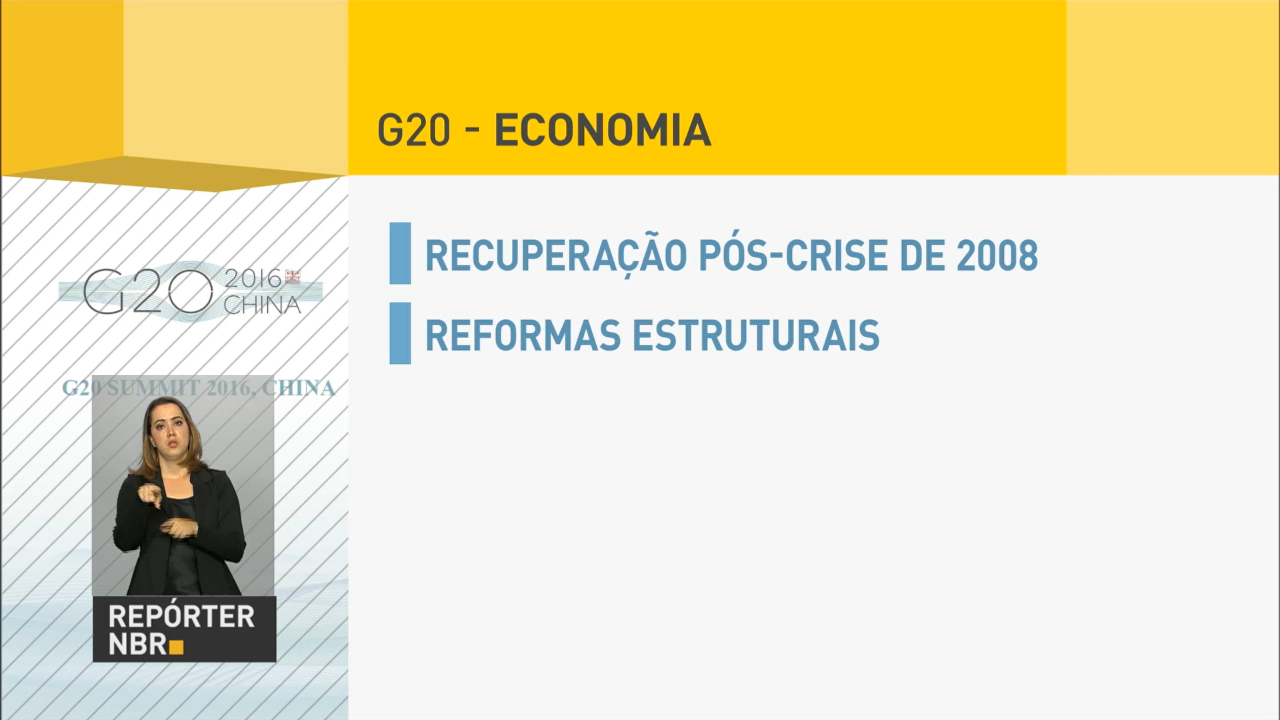 G20 - ECONOMIA
RECUPERAÇÃO PÓS-CRISE DE 2008
REFORMAS ESTRUTURAIS
G20 2016
CHINA
G20 SUMMIT 2016, CHINA
REPÓRTER
NBR